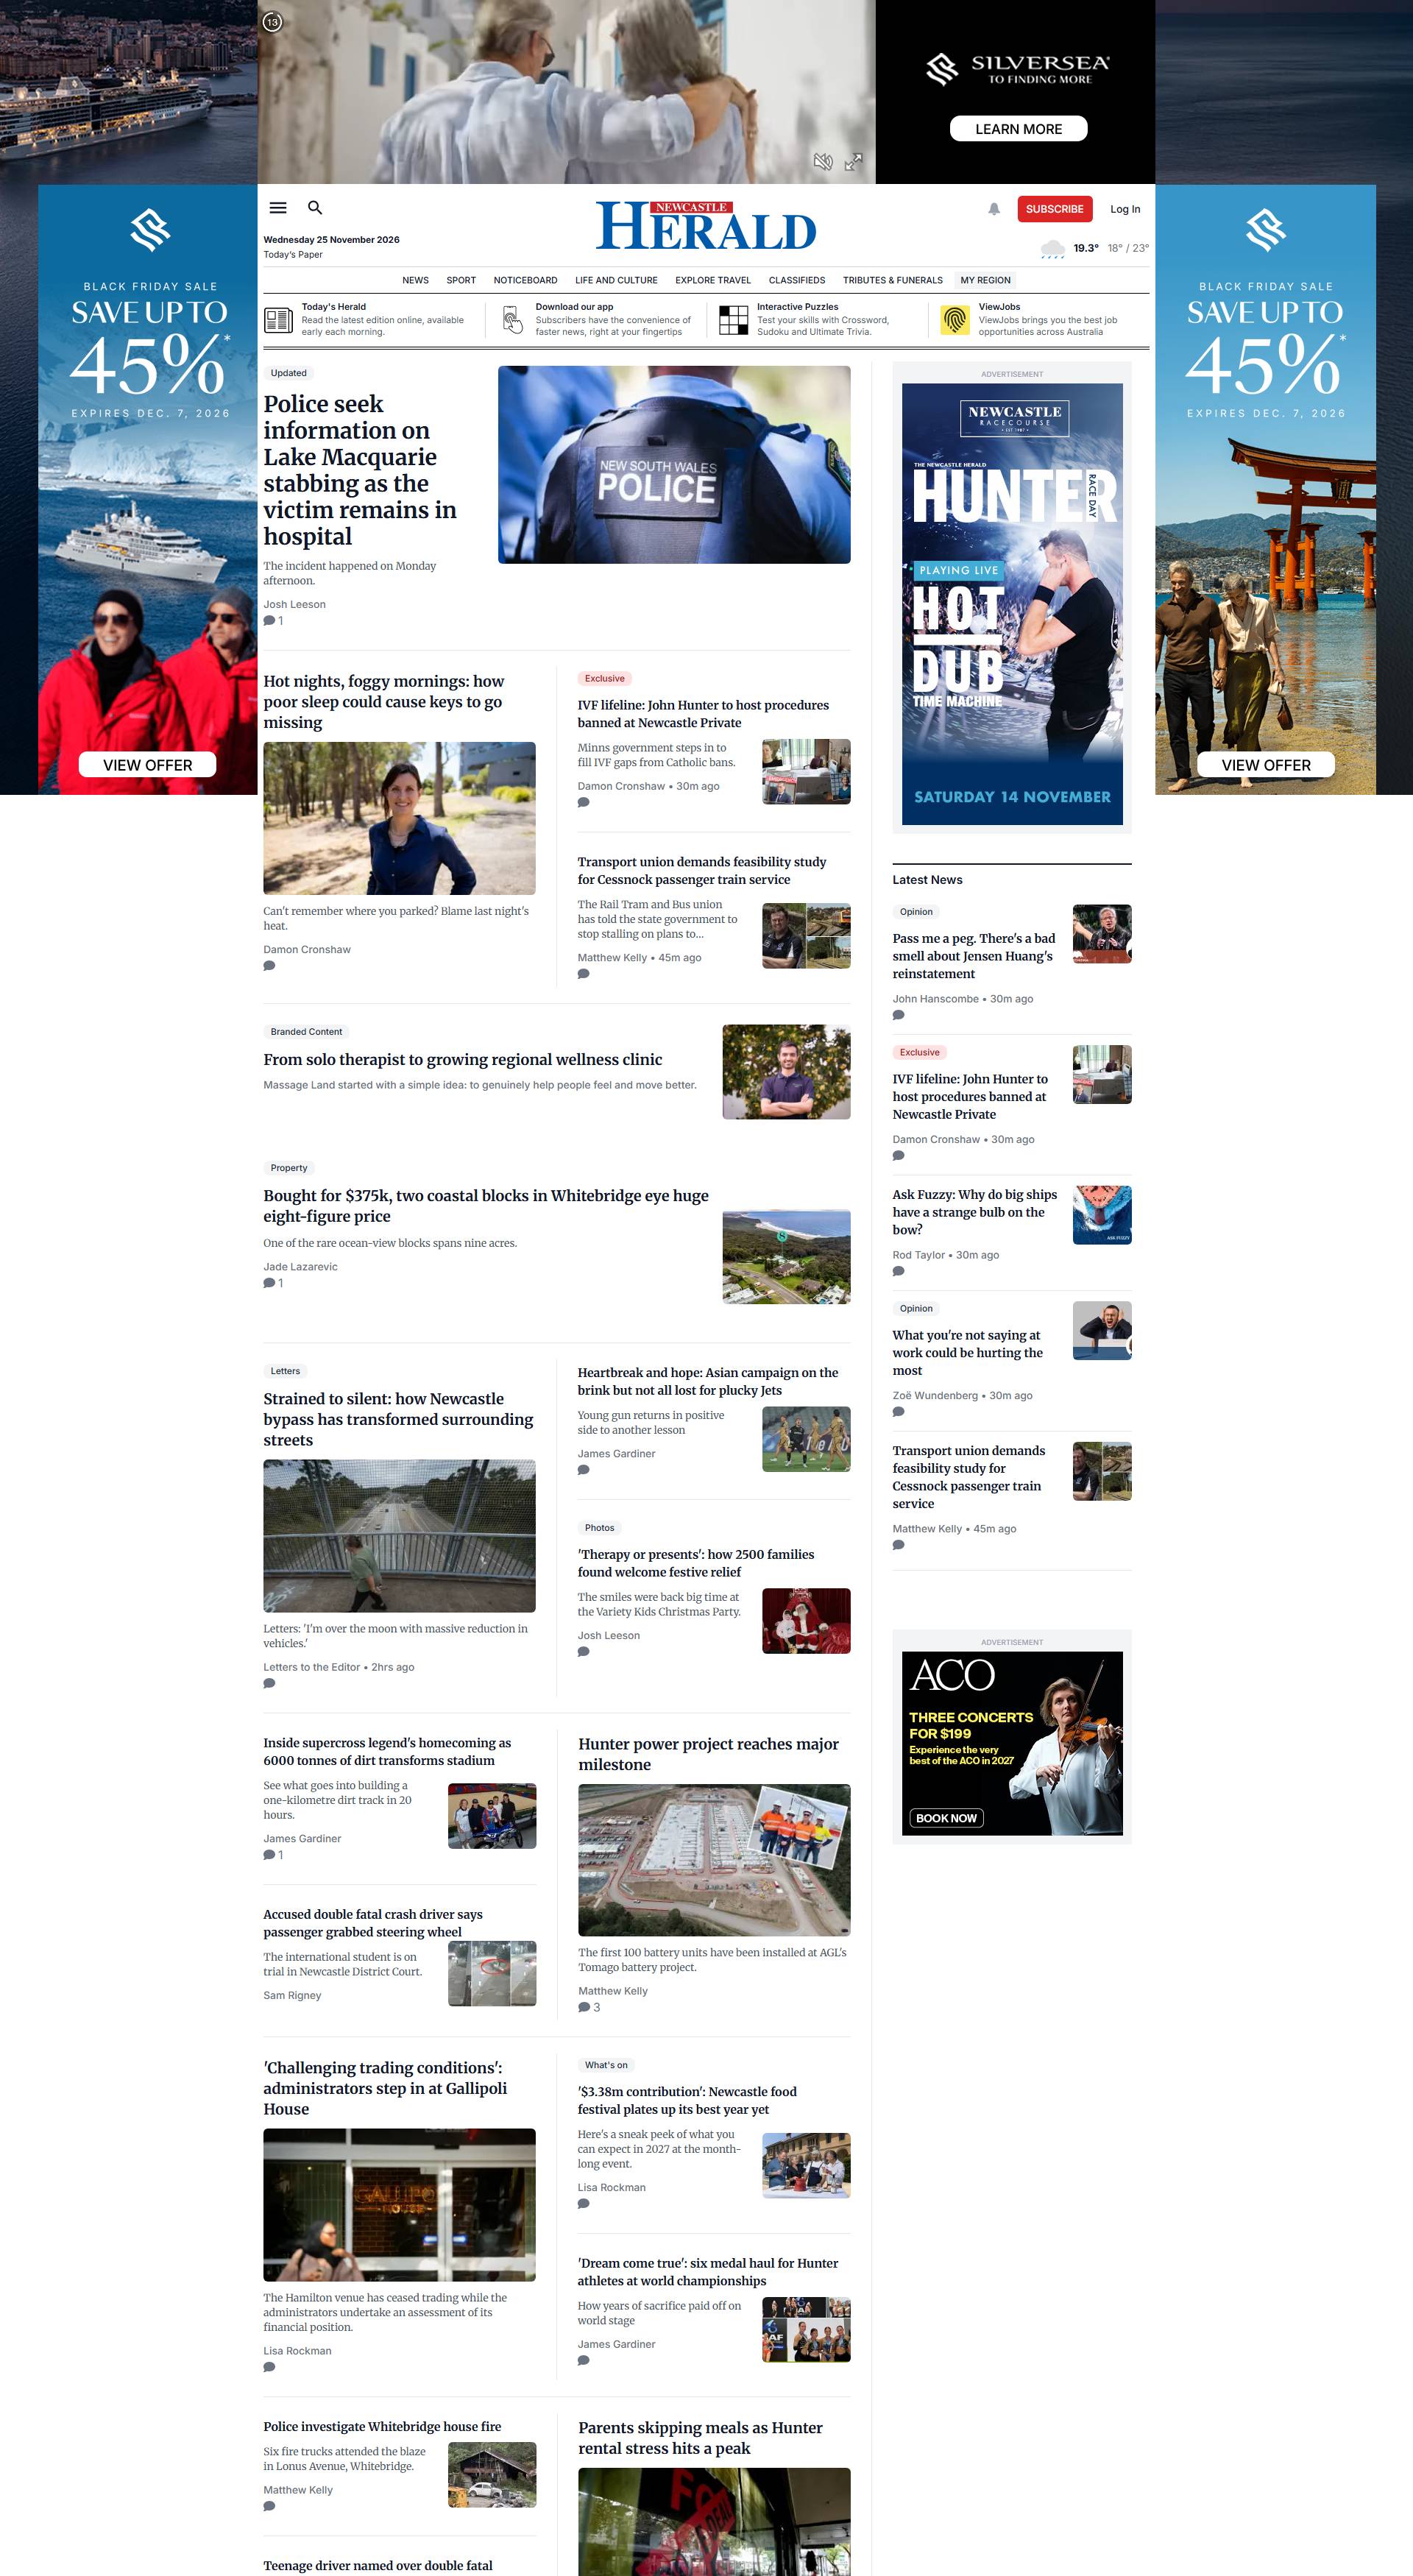 13
SILVERSEA
TO FINDING MORE
LEARN MORE
BLACK FRIDAY SALE
SAVE UP TO
45%*
EXPIRES DEC. 7, 2026
VIEW OFFER
NEWCASTLE
HERALD
SUBSCRIBE
Log In
Wednesday 25 November 2026
Today's Paper
19.3° 18° / 23°
NEWS SPORT NOTICEBOARD LIFE AND CULTURE EXPLORE TRAVEL CLASSIFIEDS TRIBUTES & FUNERALS MY REGION
Today's Herald
Read the latest edition online, available
early each morning.
Download our app
Subscribers have the convenience of
faster news, right at your fingertips
Interactive Puzzles
Test your skills with Crossword,
Sudoku and Ultimate Trivia.
ViewJobs
ViewJobs brings you the best job
opportunities across Australia
Updated
Police seek
information on
Lake Macquarie
stabbing as the
victim remains in
hospital
The incident happened on Monday
afternoon.
Josh Leeson
1
NEW SOUTH WALES
POLICE
Hot nights, foggy mornings: how
poor sleep could cause keys to go
missing
Can't remember where you parked? Blame last night's
heat.
Damon Cronshaw
Exclusive
IVF lifeline: John Hunter to host procedures
banned at Newcastle Private
Minns government steps in to
fill IVF gaps from Catholic bans.
Damon Cronshaw • 30m ago
Transport union demands feasibility study
for Cessnock passenger train service
The Rail Tram and Bus union
has told the state government to
stop stalling on plans to...
Matthew Kelly • 45m ago
Branded Content
From solo therapist to growing regional wellness clinic
Massage Land started with a simple idea: to genuinely help people feel and move better.
Property
Bought for $375k, two coastal blocks in Whitebridge eye huge
eight-figure price
One of the rare ocean-view blocks spans nine acres.
Jade Lazarevic
1
Letters
Strained to silent: how Newcastle
bypass has transformed surrounding
streets
Letters: 'I'm over the moon with massive reduction in
vehicles.'
Letters to the Editor • 2hrs ago
Heartbreak and hope: Asian campaign on the
brink but not all lost for plucky Jets
Young gun returns in positive
side to another lesson
James Gardiner
Photos
'Therapy or presents': how 2500 families
found welcome festive relief
The smiles were back big time at
the Variety Kids Christmas Party.
Josh Leeson
Inside supercross legend's homecoming as
6000 tonnes of dirt transforms stadium
See what goes into building a
one-kilometre dirt track in 20
hours.
James Gardiner
1
Accused double fatal crash driver says
passenger grabbed steering wheel
The international student is on
trial in Newcastle District Court.
Sam Rigney
Hunter power project reaches major
milestone
The first 100 battery units have been installed at AGL's
Tomago battery project.
Matthew Kelly
3
'Challenging trading conditions':
administrators step in at Gallipoli
House
The Hamilton venue has ceased trading while the
administrators undertake an assessment of its
financial position.
Lisa Rockman
What's on
'$3.38m contribution': Newcastle food
festival plates up its best year yet
Here's a sneak peek of what you
can expect in 2027 at the month-
long event.
Lisa Rockman
'Dream come true': six medal haul for Hunter
athletes at world championships
How years of sacrifice paid off on
world stage
James Gardiner
Police investigate Whitebridge house fire
Six fire trucks attended the blaze
in Lonus Avenue, Whitebridge.
Matthew Kelly
Teenage driver named over double fatal
Parents skipping meals as Hunter
rental stress hits a peak
ADVERTISEMENT
NEWCASTLE
RACECOURSE
• EST 1907 •
THE NEWCASTLE HERALD
HUNTER
RACE DAY
PLAYING LIVE
HOT
DUB
TIME MACHINE
SATURDAY 14 NOVEMBER
Latest News
Opinion
Pass me a peg. There's a bad
smell about Jensen Huang's
reinstatement
John Hanscombe • 30m ago
Exclusive
IVF lifeline: John Hunter to
host procedures banned at
Newcastle Private
Damon Cronshaw • 30m ago
Ask Fuzzy: Why do big ships
have a strange bulb on the
bow?
Rod Taylor • 30m ago
ASK FUZZY
Opinion
What you're not saying at
work could be hurting the
most
Zoë Wundenberg • 30m ago
Transport union demands
feasibility study for
Cessnock passenger train
service
Matthew Kelly • 45m ago
ADVERTISEMENT
ACO
THREE CONCERTS
FOR $199
Experience the very
best of the ACO in 2027
BOOK NOW
BLACK FRIDAY SALE
SAVE UP TO
45%*
EXPIRES DEC. 7, 2026
VIEW OFFER